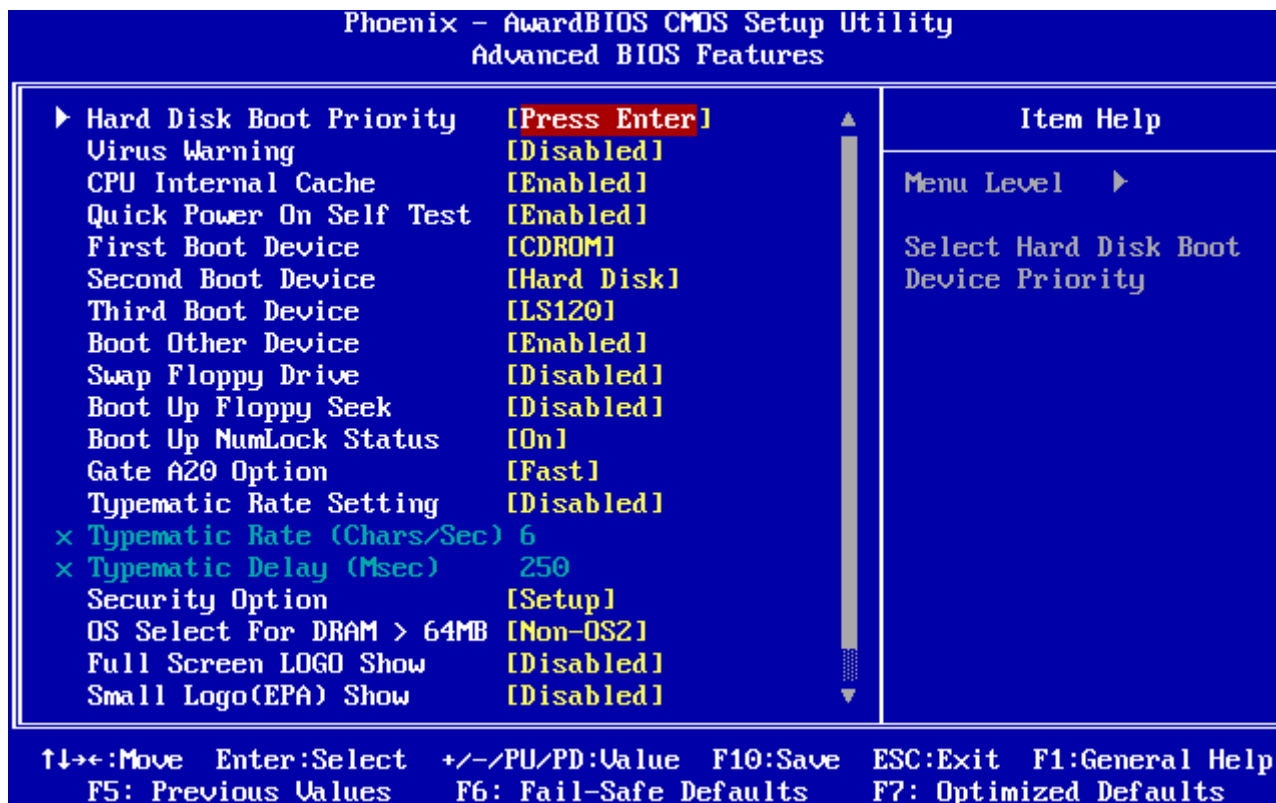 Phoenix - AwardBIOS CMOS Setup Utility
Advanced BIOS Features
Hard Disk Boot Priority [Press Enter]
Virus Warning [Disabled]
CPU Internal Cache [Enabled]
Quick Power On Self Test [Enabled]
First Boot Device [CDROM]
Second Boot Device [Hard Disk]
Third Boot Device [LS120]
Boot Other Device [Enabled]
Swap Floppy Drive [Disabled]
Boot Up Floppy Seek [Disabled]
Boot Up NumLock Status [On]
Gate A20 Option [Fast]
Typematic Rate Setting [Disabled]
x Typematic Rate (Chars/Sec) 6
x Typematic Delay (Msec) 250
Security Option [Setup]
OS Select For DRAM > 64MB [Non-OS2]
Full Screen LOGO Show [Disabled]
Small Logo(EPA) Show [Disabled]
Item Help
Menu Level
Select Hard Disk Boot
Device Priority
↑↓→←:Move Enter:Select +/-/PU/PD:Value F10:Save ESC:Exit F1:General Help
F5: Previous Values F6: Fail-Safe Defaults F7: Optimized Defaults